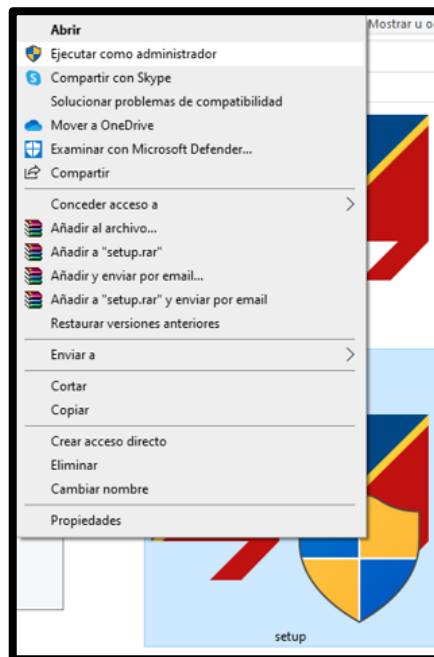 Mostrar u o
Abrir
Ejecutar como administrador
Compartir con Skype
Solucionar problemas de compatibilidad
Mover a OneDrive
Examinar con Microsoft Defender...
Compartir
Conceder acceso a
Añadir al archivo...
Añadir a "setup.rar"
Añadir y enviar por email...
Añadir a "setup.rar" y enviar por email
Restaurar versiones anteriores
Enviar a
Cortar
Copiar
Crear acceso directo
Eliminar
Cambiar nombre
Propiedades
setup